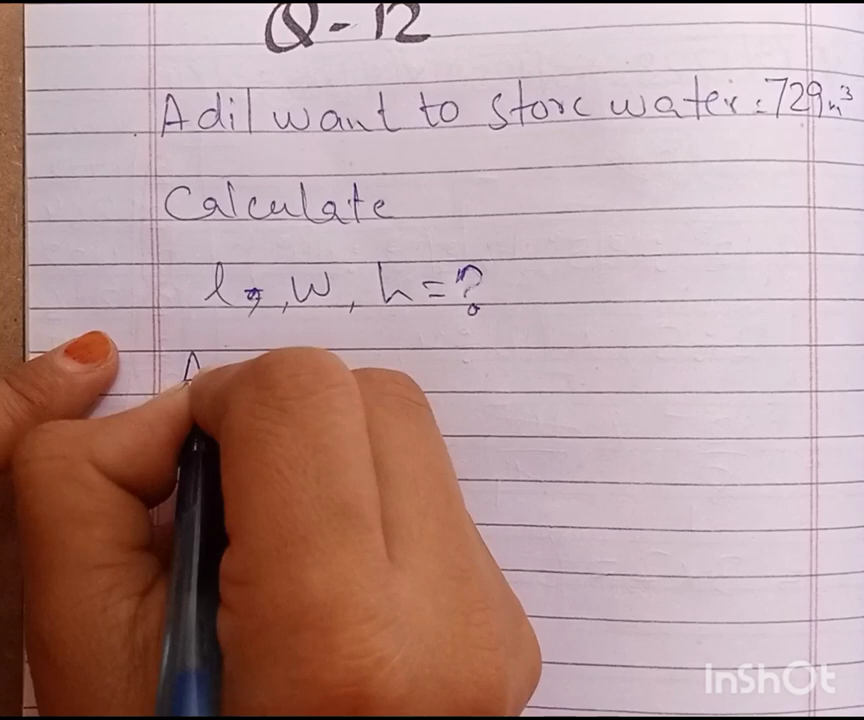 Q-12
Adil want to store water = 729m³
Calculate
l, w, h = ?
A
InShOt